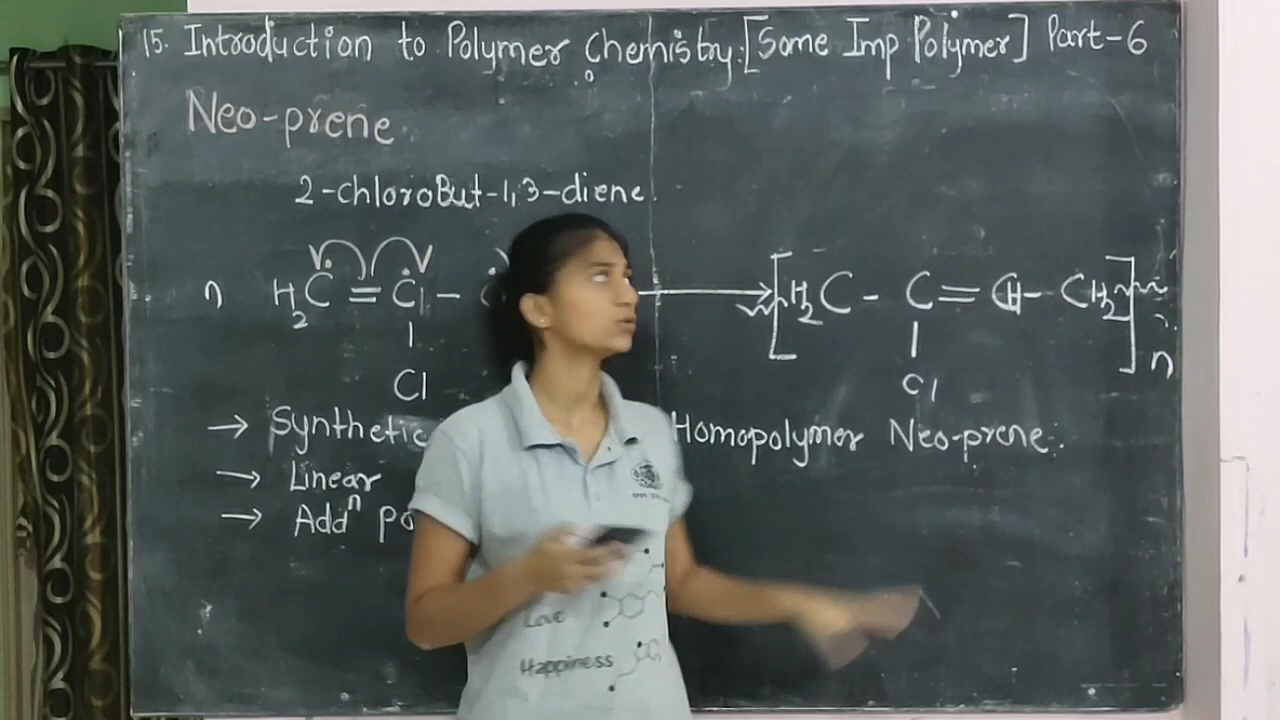 15. Introduction to Polymer Chemistry. [Some Imp Polymer] Part-6
Neo-prene
2-chloroBut-1,3-diene.
n H2C = C - [H2C - C = CH - CH2]n
Cl Cl
→ Synthetic Homopolymer Neo-prene.
→ Linear
→ Addn po
Love
Happiness